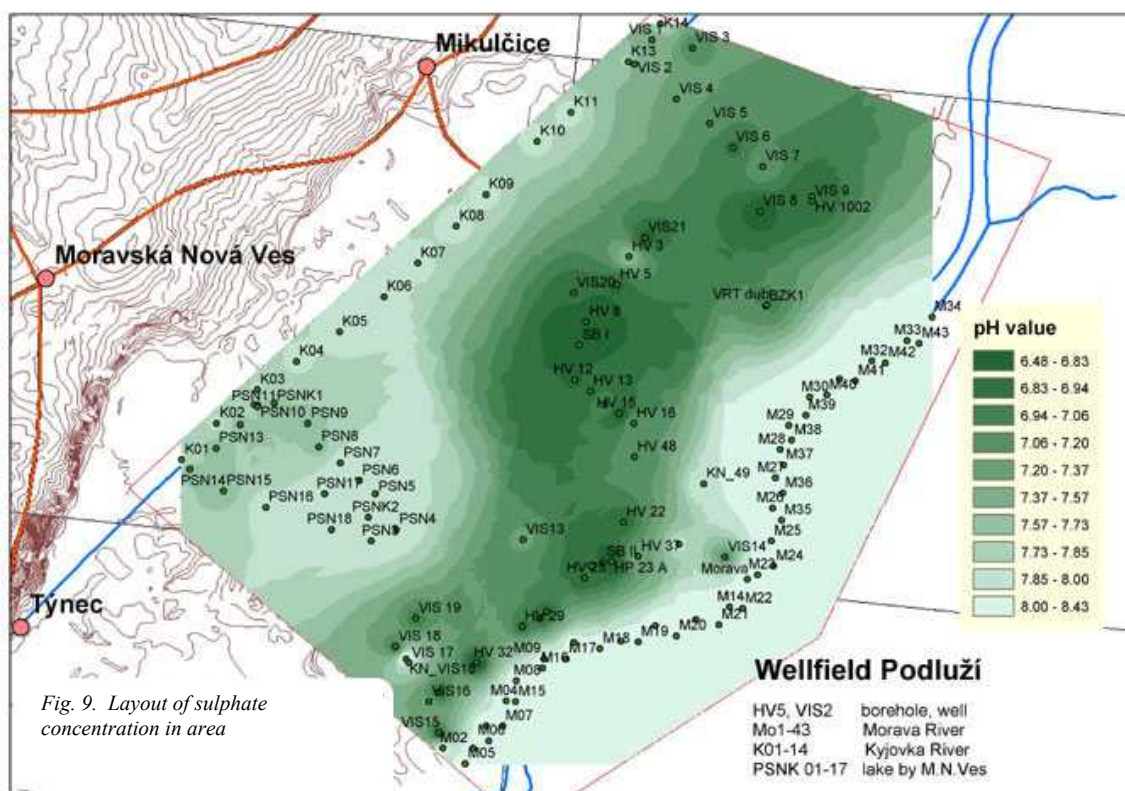 K14
VIS 1
VIS 3
K13
VIS 2
Mikulčice
VIS 4
K11
VIS 5
K10
VIS 6
VIS 7
K09
VIS 9
VIS 8
HV 1002
K08
VIS21
Moravská Nová Ves
HV 3
K07
HV 5
VIS20
VRT dub
BZK1
K06
HV 8
M34
K05
SB I
M33
M43
K04
M32
M42
HV 12
M41
K03
HV 13
M30
M40
PSN11
PSNK1
HV 15
M39
K02
PSN10
PSN9
HV 16
M29
M38
K01
PSN13
PSN8
M28
HV 48
M37
PSN7
M27
PSN14
PSN15
PSN6
KN_49
M36
PSN16
PSN17
PSN5
M26
PSNK2
HV 22
M35
PSN18
PSN3
PSN4
VIS13
M25
SB II
HV 37
VIS14
M24
HV 23
HP 23 A
Morava
M23
Týnec
VIS 19
HV 29
M14
M22
M21
M20
VIS 18
M19
M18
M09
M17
VIS 17
HV 32
M16
M08
VIS16
M04
M15
VIS15
M07
M06
M02
M05
pH value
6.48 - 6.83
6.83 - 6.94
6.94 - 7.06
7.06 - 7.20
7.20 - 7.37
7.37 - 7.57
7.57 - 7.73
7.73 - 7.85
7.85 - 8.00
8.00 - 8.43
Wellfield Podluží
HV5, VIS2 borehole, well
Mo1-43 Morava River
K01-14 Kyjovka River
PSNK 01-17 lake by M.N.Ves
Fig. 9. Layout of sulphate
concentration in area